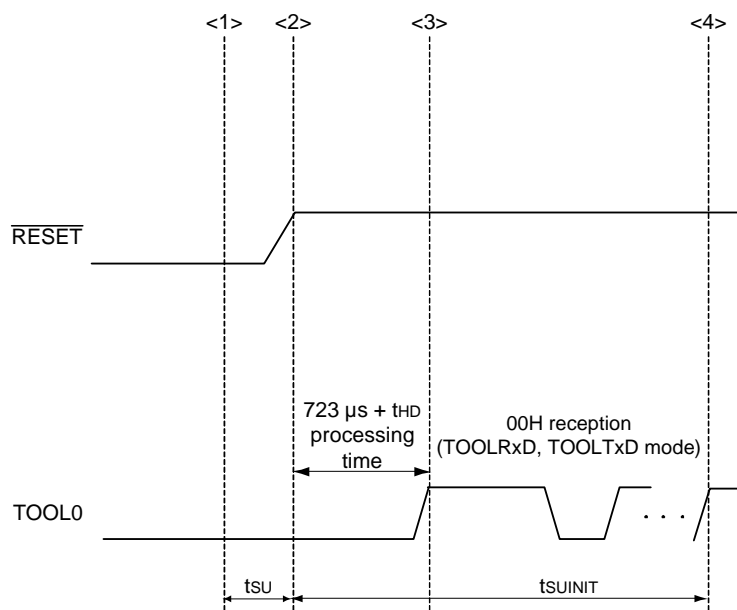 <1> <2> <3> <4>
RESET
723 µs + tHD
processing
time
00H reception
(TOOLRxD, TOOLTxD mode)
TOOL0
. . .
tSU
tSUINIT